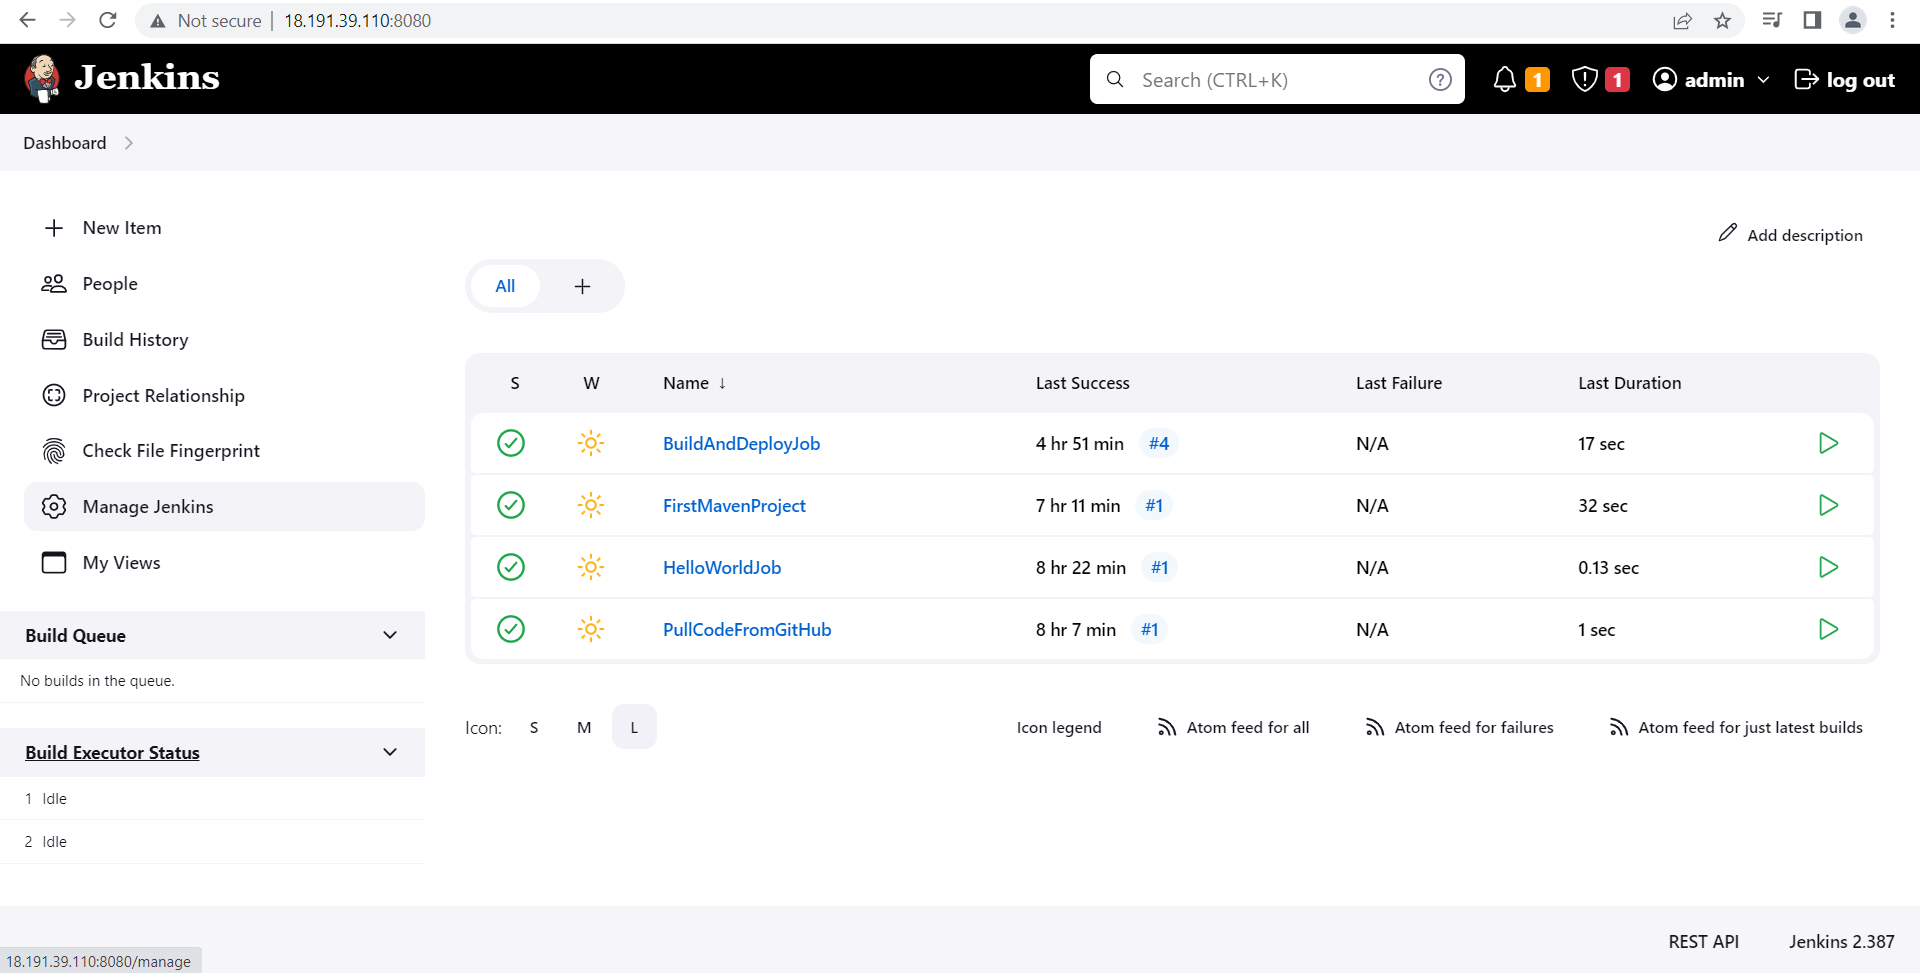 Not secure | 18.191.39.110:8080
Jenkins
Search (CTRL+K)
1
1
admin
log out
Dashboard
New Item
People
Build History
Project Relationship
Check File Fingerprint
Manage Jenkins
My Views
Build Queue
No builds in the queue.
Build Executor Status
1 Idle
2 Idle
Add description
All +
S W Name ↓ Last Success Last Failure Last Duration
BuildAndDeployJob 4 hr 51 min #4 N/A 17 sec
FirstMavenProject 7 hr 11 min #1 N/A 32 sec
HelloWorldJob 8 hr 22 min #1 N/A 0.13 sec
PullCodeFromGitHub 8 hr 7 min #1 N/A 1 sec
Icon: S M L
Icon legend Atom feed for all Atom feed for failures Atom feed for just latest builds
REST API Jenkins 2.387
18.191.39.110:8080/manage